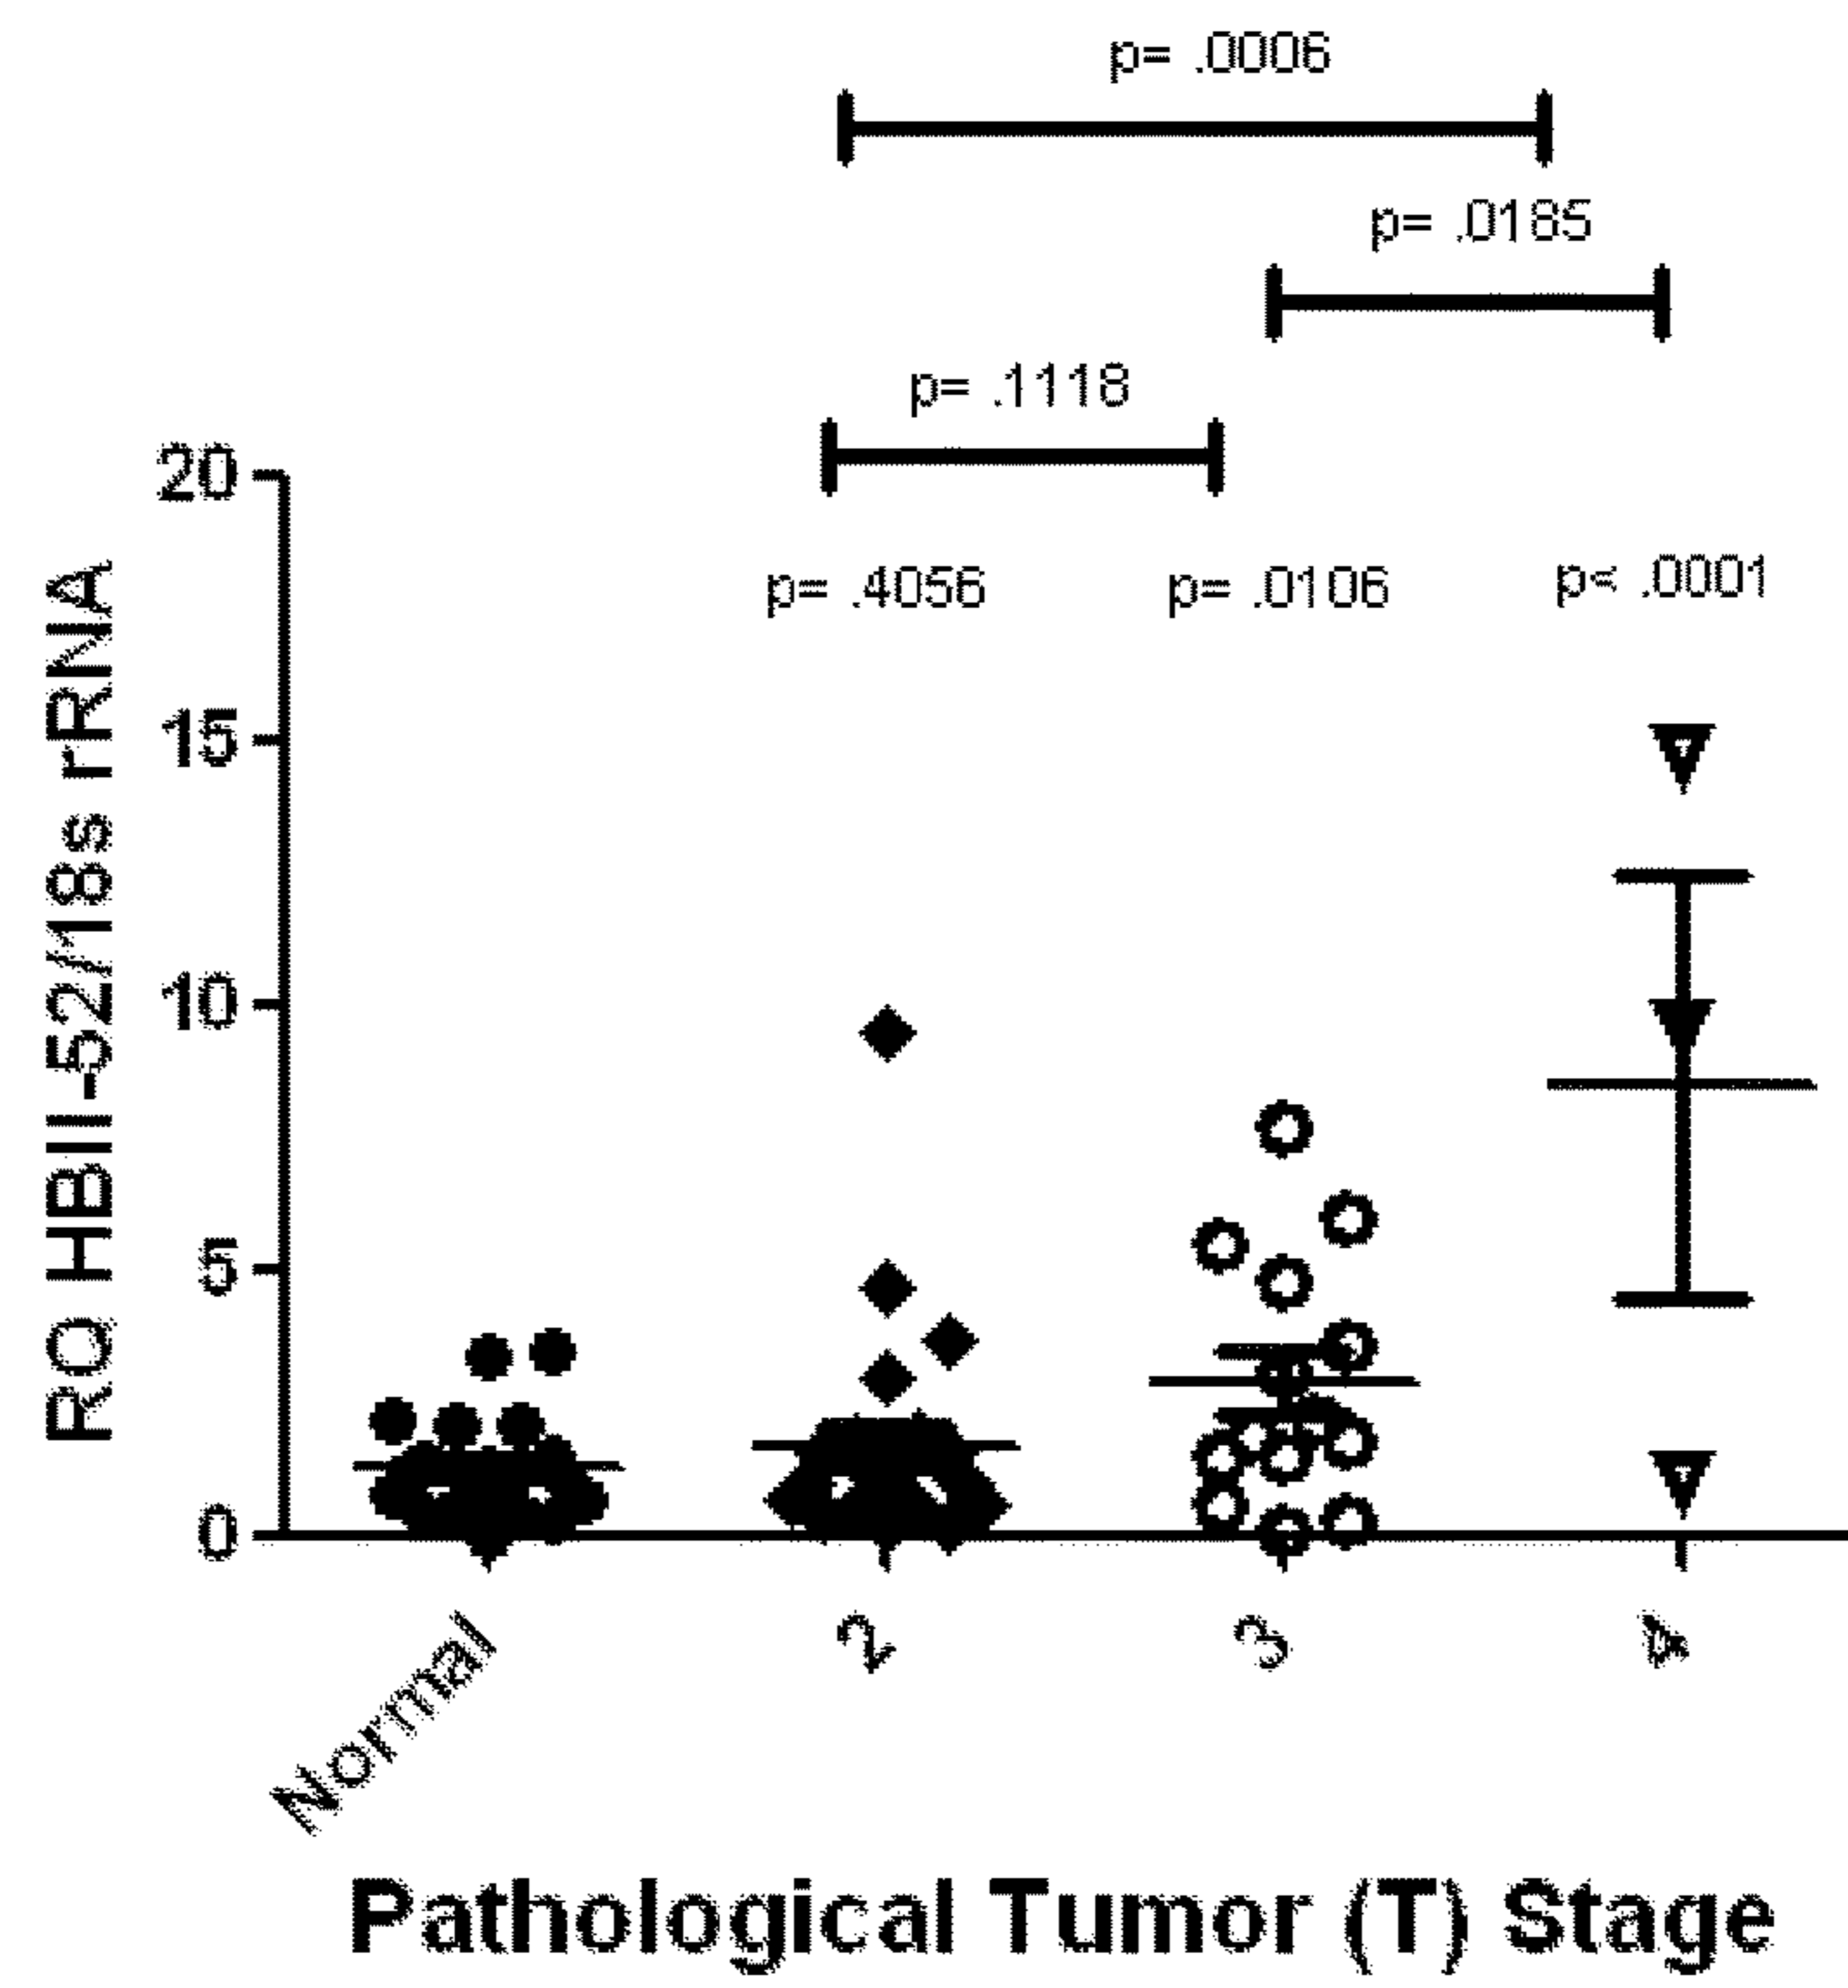 p= .0006
p= .0185
p= .1118
p= .4056 p= .0106 p< .0001
20
15
10
5
0
RQ HBII-52/18s rRNA
Normal 2 3 4
Pathological Tumor (T) Stage